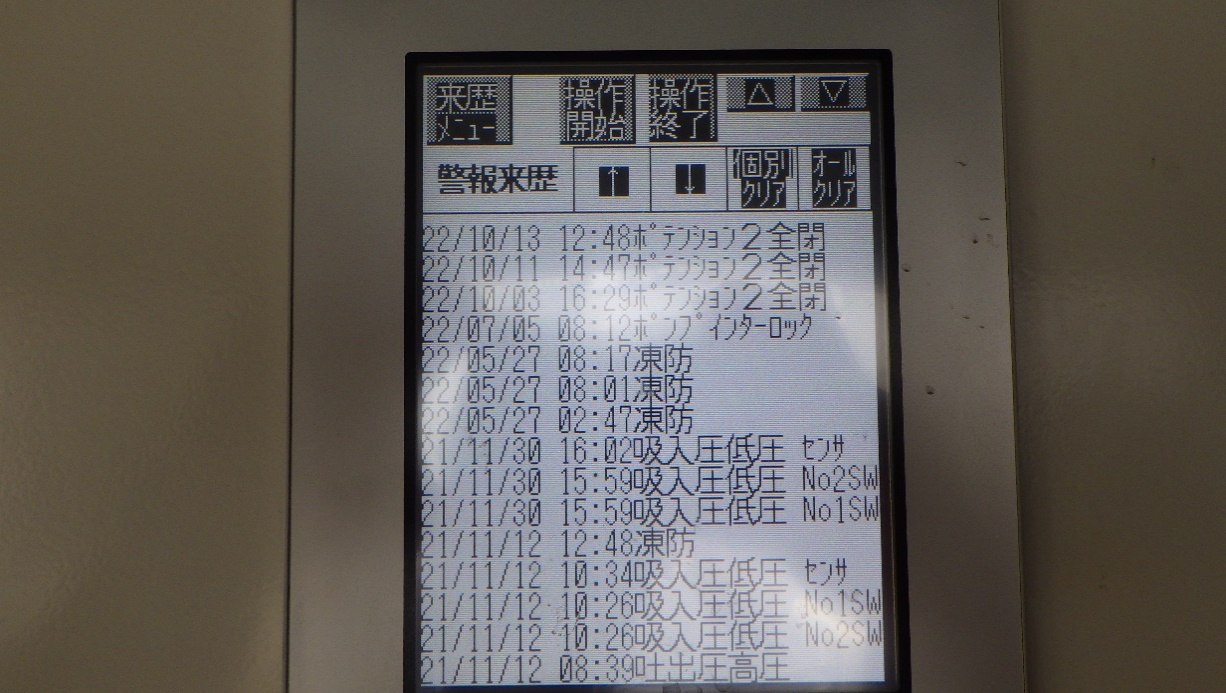 来歴 操作 操作 △ ▽
メニュー 開始 終了
警報来歴 ↑ ↓ 個別クリア オールクリア
22/10/13 12:48ポテンション2全閉
22/10/11 14:47ポテンション2全閉
22/10/03 16:29ポテンション2全閉
22/07/05 08:12ポンプインターロック
22/05/27 08:17凍防
22/05/27 08:01凍防
22/05/27 02:47凍防
21/11/30 16:02吸入圧低圧 センサ
21/11/30 15:59吸入圧低圧 No2SW
21/11/30 15:59吸入圧低圧 No1SW
21/11/12 12:48凍防
21/11/12 10:34吸入圧低圧 センサ
21/11/12 10:26吸入圧低圧 No1SW
21/11/12 10:26吸入圧低圧 No2SW
21/11/12 08:39吐出圧高圧